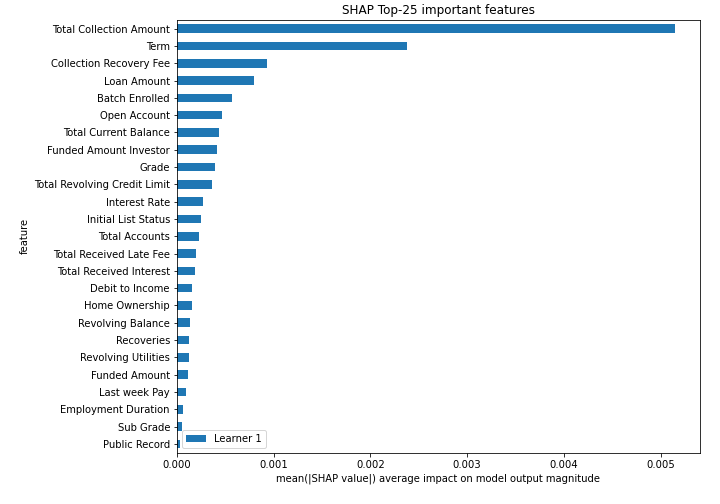 SHAP Top-25 important features
Total Collection Amount
Term
Collection Recovery Fee
Loan Amount
Batch Enrolled
Open Account
Total Current Balance
Funded Amount Investor
Grade
Total Revolving Credit Limit
Interest Rate
Initial List Status
Total Accounts
Total Received Late Fee
Total Received Interest
Debit to Income
Home Ownership
Revolving Balance
Recoveries
Revolving Utilities
Funded Amount
Last week Pay
Employment Duration
Sub Grade
Public Record
feature
Learner 1
0.000 0.001 0.002 0.003 0.004 0.005
mean(|SHAP value|) average impact on model output magnitude